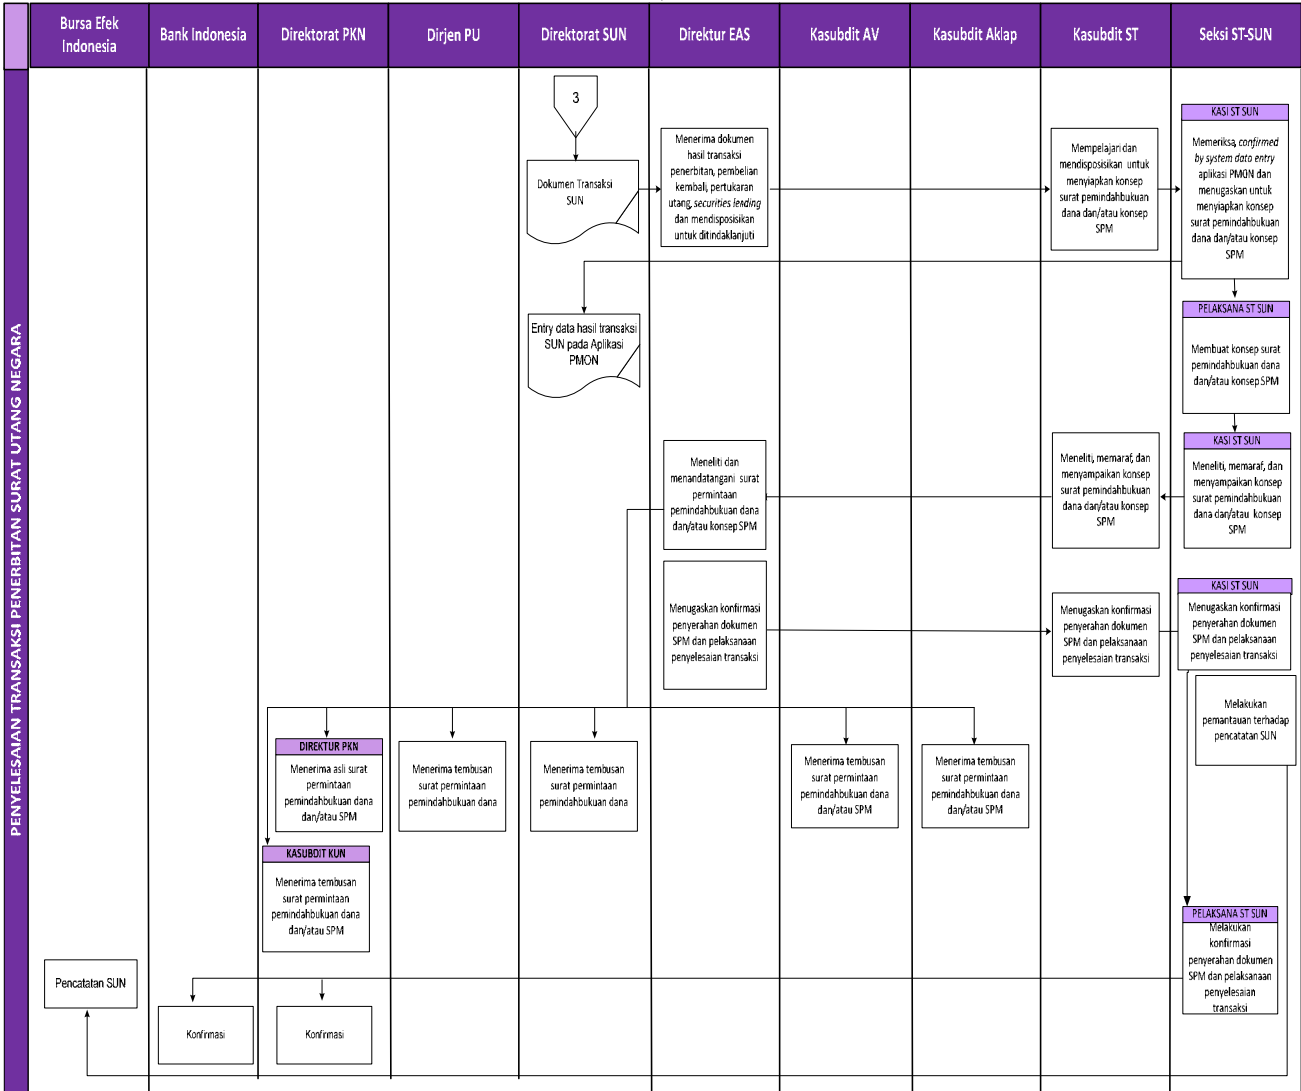 Bursa Efek
Indonesia
Bank Indonesia
Direktorat PKN
Dirjen PU
Direktorat SUN
Direktur EAS
Kasubdit AV
Kasubdit Aklap
Kasubdit ST
Seksi ST-SUN
PENYELESAIAN TRANSAKSI PENERBITAN SURAT UTANG NEGARA
3
Dokumen Transaksi
SUN
Menerima dokumen
hasil transaksi
penerbitan, pembelian
kembali, pertukaran
utang, securities lending
dan mendisposisikan
untuk ditindaklanjuti
Mempelajari dan
mendisposisikan untuk
menyiapkan konsep
surat pemindahbukuan
dana dan/atau konsep
SPM
KASI ST SUN
Memeriksa, confirmed
by system data entry
aplikasi PMON dan
menugaskan untuk
menyiapkan konsep
surat pemindahbukuan
dana dan/atau konsep
SPM
Entry data hasil transaksi
SUN pada Aplikasi
PMON
PELAKSANA ST SUN
Membuat konsep surat
pemindahbukuan dana
dan/atau konsep SPM
Meneliti dan
menandatangani surat
permintaan
pemindahbukuan dana
dan/atau konsep SPM
Meneliti, memaraf, dan
menyampaikan konsep
surat pemindahbukuan
dana dan/atau konsep
SPM
KASI ST SUN
Meneliti, memaraf, dan
menyampaikan konsep
surat pemindahbukuan
dana dan/atau konsep
SPM
Menugaskan konfirmasi
penyerahan dokumen
SPM dan pelaksanaan
penyelesaian transaksi
Menugaskan konfirmasi
penyerahan dokumen
SPM dan pelaksanaan
penyelesaian transaksi
KASI ST SUN
Menugaskan konfirmasi
penyerahan dokumen
SPM dan pelaksanaan
penyelesaian transaksi
Melakukan
pemantauan terhadap
pencatatan SUN
DIREKTUR PKN
Menerima asli surat
permintaan
pemindahbukuan dana
dan/atau SPM
Menerima tembusan
surat permintaan
pemindahbukuan dana
Menerima tembusan
surat permintaan
pemindahbukuan dana
Menerima tembusan
surat permintaan
pemindahbukuan dana
dan/atau SPM
Menerima tembusan
surat permintaan
pemindahbukuan dana
dan/atau SPM
KASUBDIT KUN
Menerima tembusan
surat permintaan
pemindahbukuan dana
dan/atau SPM
PELAKSANA ST SUN
Melakukan
konfirmasi
penyerahan dokumen
SPM dan pelaksanaan
penyelesaian
transaksi
Pencatatan SUN
Konfirmasi
Konfirmasi